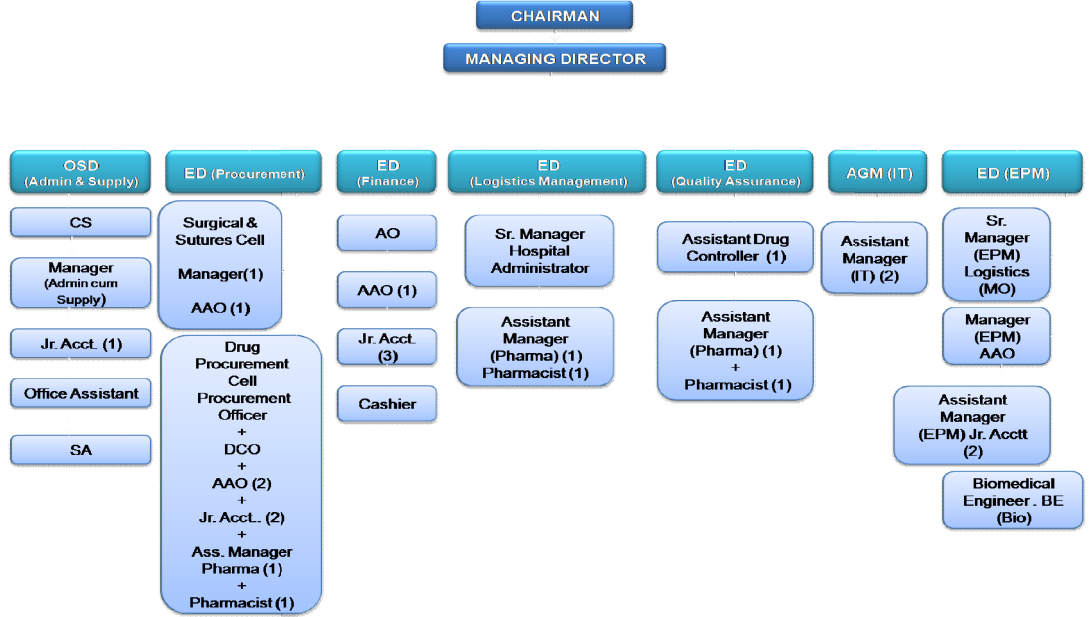 CHAIRMAN
MANAGING DIRECTOR
OSD
(Admin & Supply)
CS
Manager
(Admin cum
Supply)
Jr. Acct. (1)
Office Assistant
SA
ED (Procurement)
Surgical &
Sutures Cell
Manager(1)
AAO (1)
Drug
Procurement
Cell
Procurement
Officer
+
DCO
+
AAO (2)
+
Jr. Acct.. (2)
+
Ass. Manager
Pharma (1)
+
Pharmacist (1)
ED
(Finance)
AO
AAO (1)
Jr. Acct.
(3)
Cashier
ED
(Logistics Management)
Sr. Manager
Hospital
Administrator
Assistant
Manager
(Pharma) (1)
Pharmacist (1)
ED
(Quality Assurance)
Assistant Drug
Controller (1)
Assistant
Manager
(Pharma) (1)
+
Pharmacist (1)
AGM (IT)
Assistant
Manager
(IT) (2)
ED (EPM)
Sr.
Manager
(EPM)
Logistics
(MO)
Manager
(EPM)
AAO
Assistant
Manager
(EPM) Jr. Acctt
(2)
Biomedical
Engineer . BE
(Bio)